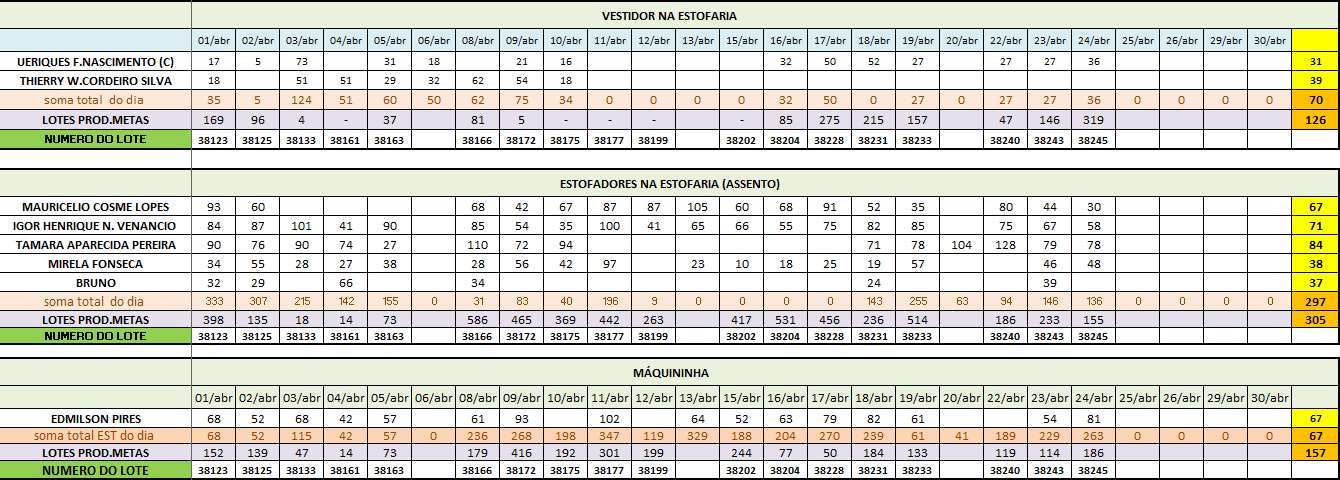 VESTIDOR NA ESTOFARIA
01/abr 02/abr 03/abr 04/abr 05/abr 06/abr 08/abr 09/abr 10/abr 11/abr 12/abr 13/abr 15/abr 16/abr 17/abr 18/abr 19/abr 20/abr 22/abr 23/abr 24/abr 25/abr 26/abr 29/abr 30/abr
UERIQUES F.NASCIMENTO (C) 17 5 73 31 18 21 16 32 50 52 27 27 27 36 31
THIERRY W.CORDEIRO SILVA 18 51 51 29 32 62 54 18 39
soma total do dia 35 5 124 51 60 50 62 75 34 0 0 0 0 32 50 0 27 0 27 27 36 0 0 0 0 70
LOTES PROD.METAS 169 96 4 - 37 81 5 - - - - 85 275 215 157 47 146 319 126
NUMERO DO LOTE 38123 38125 38133 38161 38163 38166 38172 38175 38177 38199 38202 38204 38228 38231 38233 38240 38243 38245
ESTOFADORES NA ESTOFARIA (ASSENTO)
MAURICELIO COSME LOPES 93 60 68 42 67 87 87 105 60 68 91 52 35 80 44 30 67
IGOR HENRIQUE N. VENANCIO 84 87 101 41 90 85 54 35 100 41 65 66 55 75 82 85 75 67 58 71
TAMARA APARECIDA PEREIRA 90 76 90 74 27 110 72 94 71 78 104 128 79 78 84
MIRELA FONSECA 34 55 28 27 38 28 56 42 97 23 10 18 25 19 57 46 48 38
BRUNO 32 29 66 34 24 39 37
soma total do dia 333 307 215 142 155 0 31 83 40 196 9 0 0 0 0 143 255 63 94 146 136 0 0 0 0 297
LOTES PROD.METAS 398 135 18 14 73 586 465 369 442 263 417 531 456 236 514 186 233 155 305
NUMERO DO LOTE 38123 38125 38133 38161 38163 38166 38172 38175 38177 38199 38202 38204 38228 38231 38233 38240 38243 38245
MÁQUININHA
01/abr 02/abr 03/abr 04/abr 05/abr 06/abr 08/abr 09/abr 10/abr 11/abr 12/abr 13/abr 15/abr 16/abr 17/abr 18/abr 19/abr 20/abr 22/abr 23/abr 24/abr 25/abr 26/abr 29/abr 30/abr
EDMILSON PIRES 68 52 68 42 57 61 93 102 64 52 63 79 82 61 54 81 67
soma total EST do dia 68 52 115 42 57 0 236 268 198 347 119 329 188 204 270 239 61 41 189 229 263 0 0 0 0 67
LOTES PROD.METAS 152 139 47 14 73 179 416 192 301 199 244 77 50 184 133 119 114 186 157
NUMERO DO LOTE 38123 38125 38133 38161 38163 38166 38172 38175 38177 38199 38202 38204 38228 38231 38233 38240 38243 38245